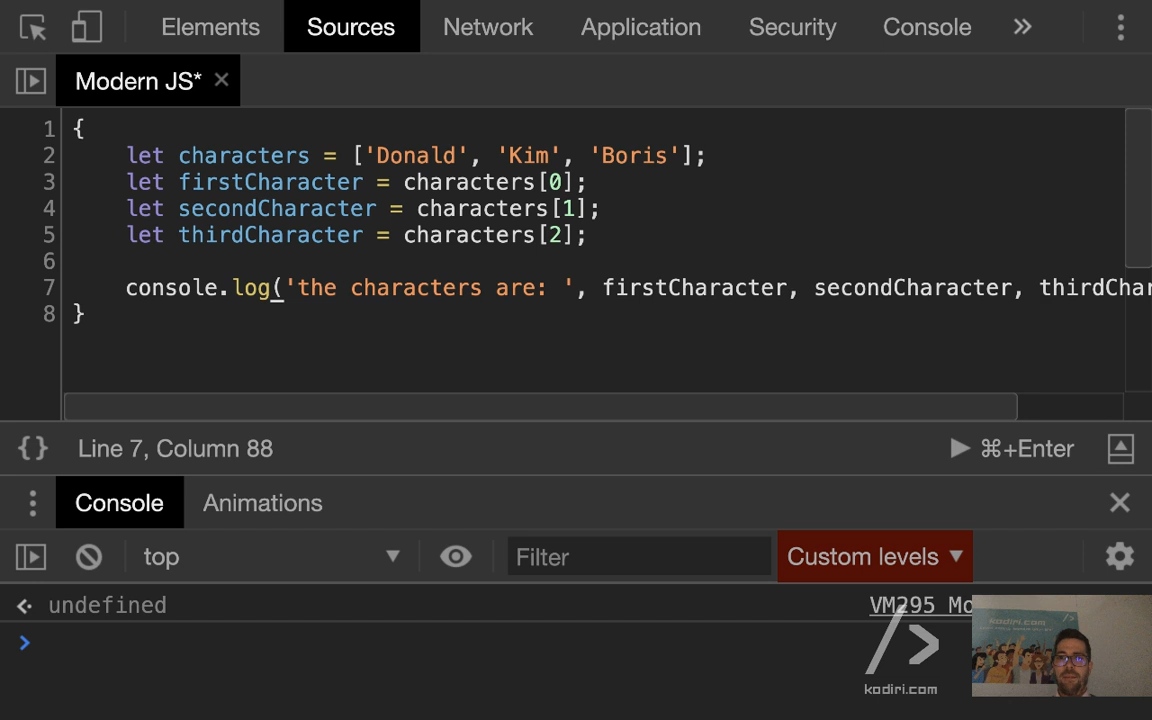 Elements Sources Network Application Security Console »
Modern JS* ×
1 {
2 let characters = ['Donald', 'Kim', 'Boris'];
3 let firstCharacter = characters[0];
4 let secondCharacter = characters[1];
5 let thirdCharacter = characters[2];
6
7 console.log('the characters are: ', firstCharacter, secondCharacter, thirdChar
8 }
{} Line 7, Column 88 ⌘+Enter
Console Animations
top Filter Custom levels
undefined VM295 Mo
kodiri.com
kodiri.com